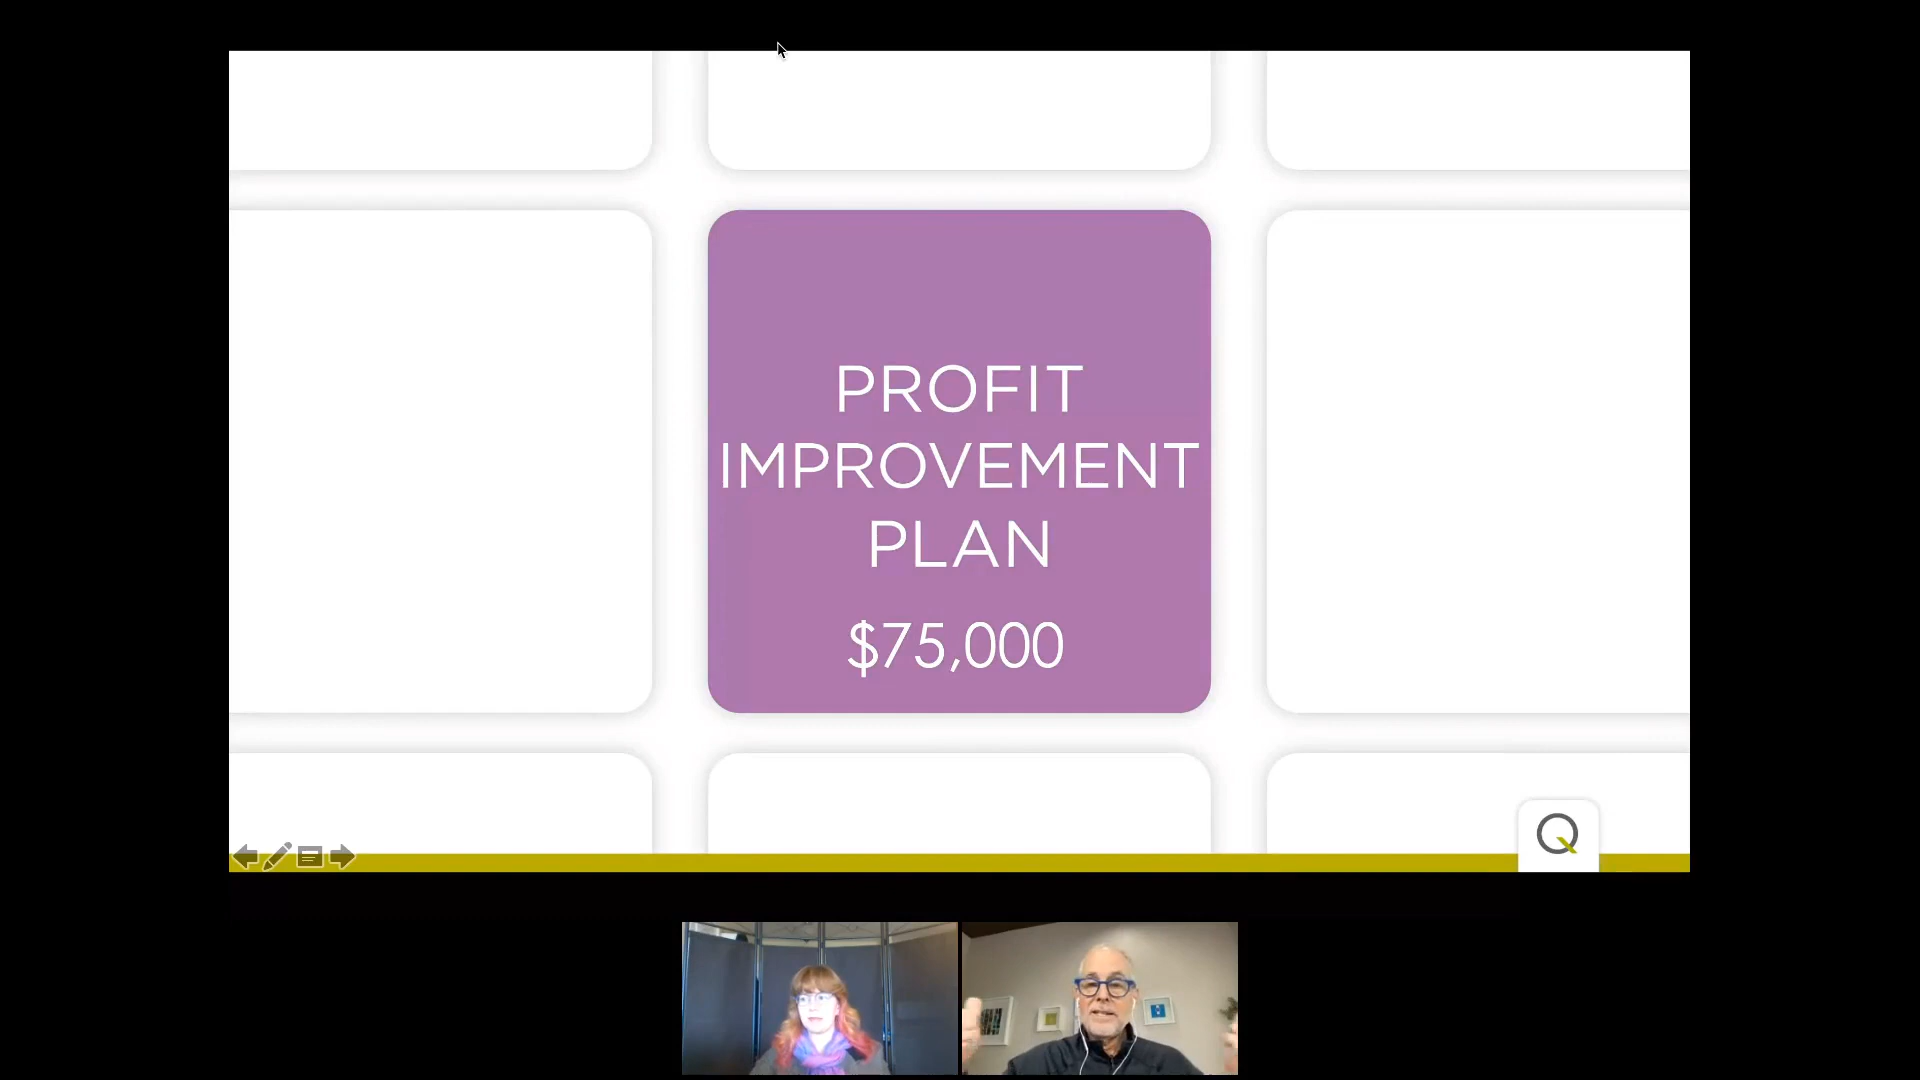 PROFIT
IMPROVEMENT
PLAN
$75,000
Q